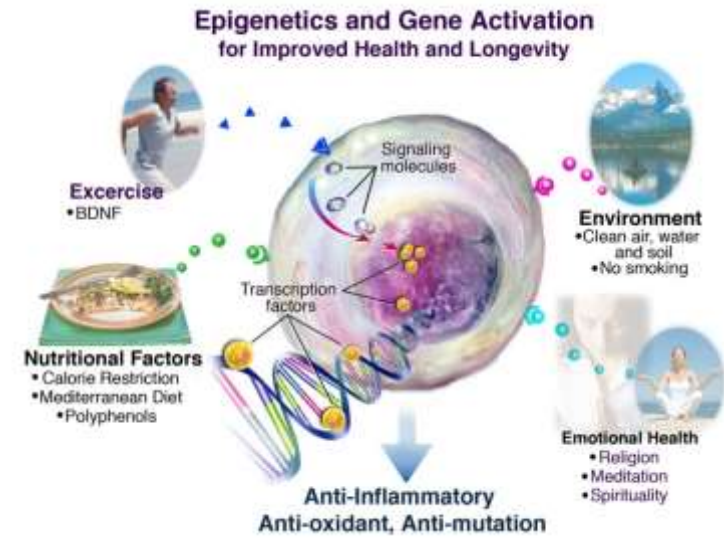 Epigenetics and Gene Activation
for Improved Health and Longevity
Signaling
molecules
Excercise
•BDNF
Environment
•Clean air, water
and soil
•No smoking
Transcription
factors
Nutritional Factors
•Calorie Restriction
•Mediterranean Diet
•Polyphenols
Emotional Health
•Religion
•Meditation
•Spirituality
Anti-Inflammatory
Anti-oxidant, Anti-mutation